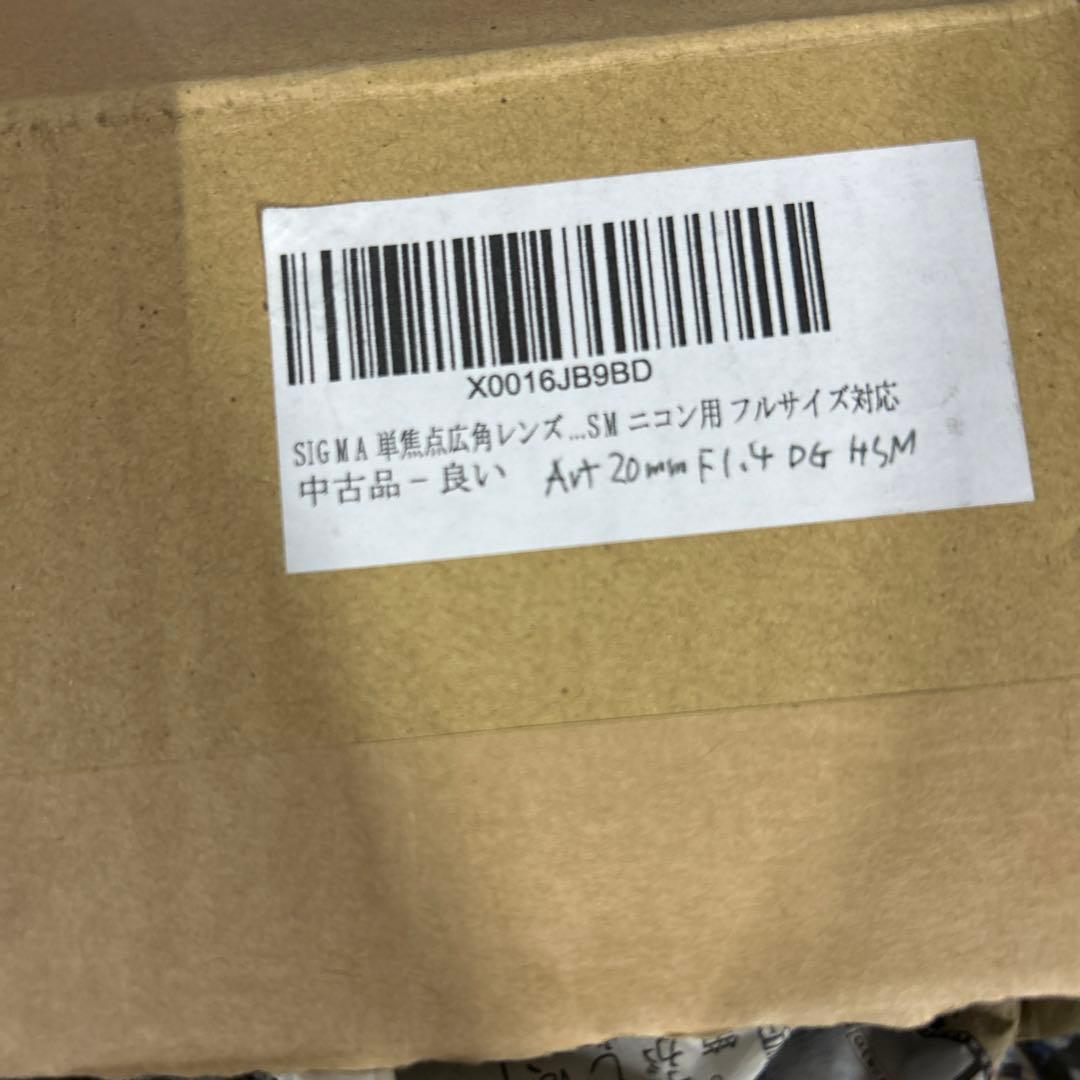 X0016JB9BD
SIGMA 単焦点広角レンズ...SM ニコン用 フルサイズ対応
中古品 - 良い Art 20mm F1.4 DG HSM